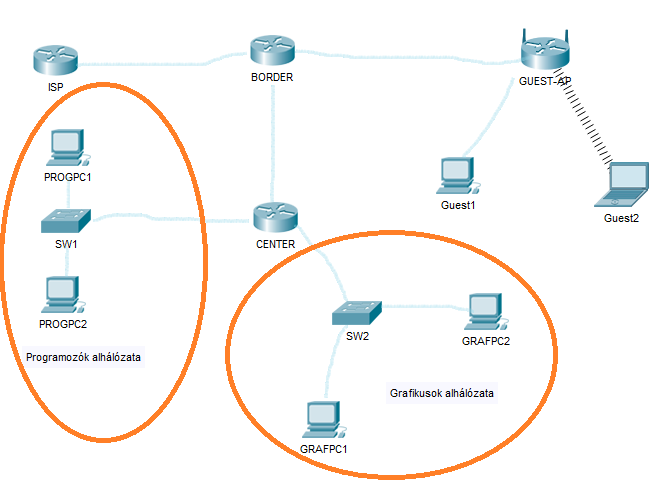 ISP
BORDER
GUEST-AP
PROGPC1
Guest1
Guest2
SW1
CENTER
PROGPC2
SW2
GRAFPC2
Programozók alhálózata
Grafikusok alhálózata
GRAFPC1